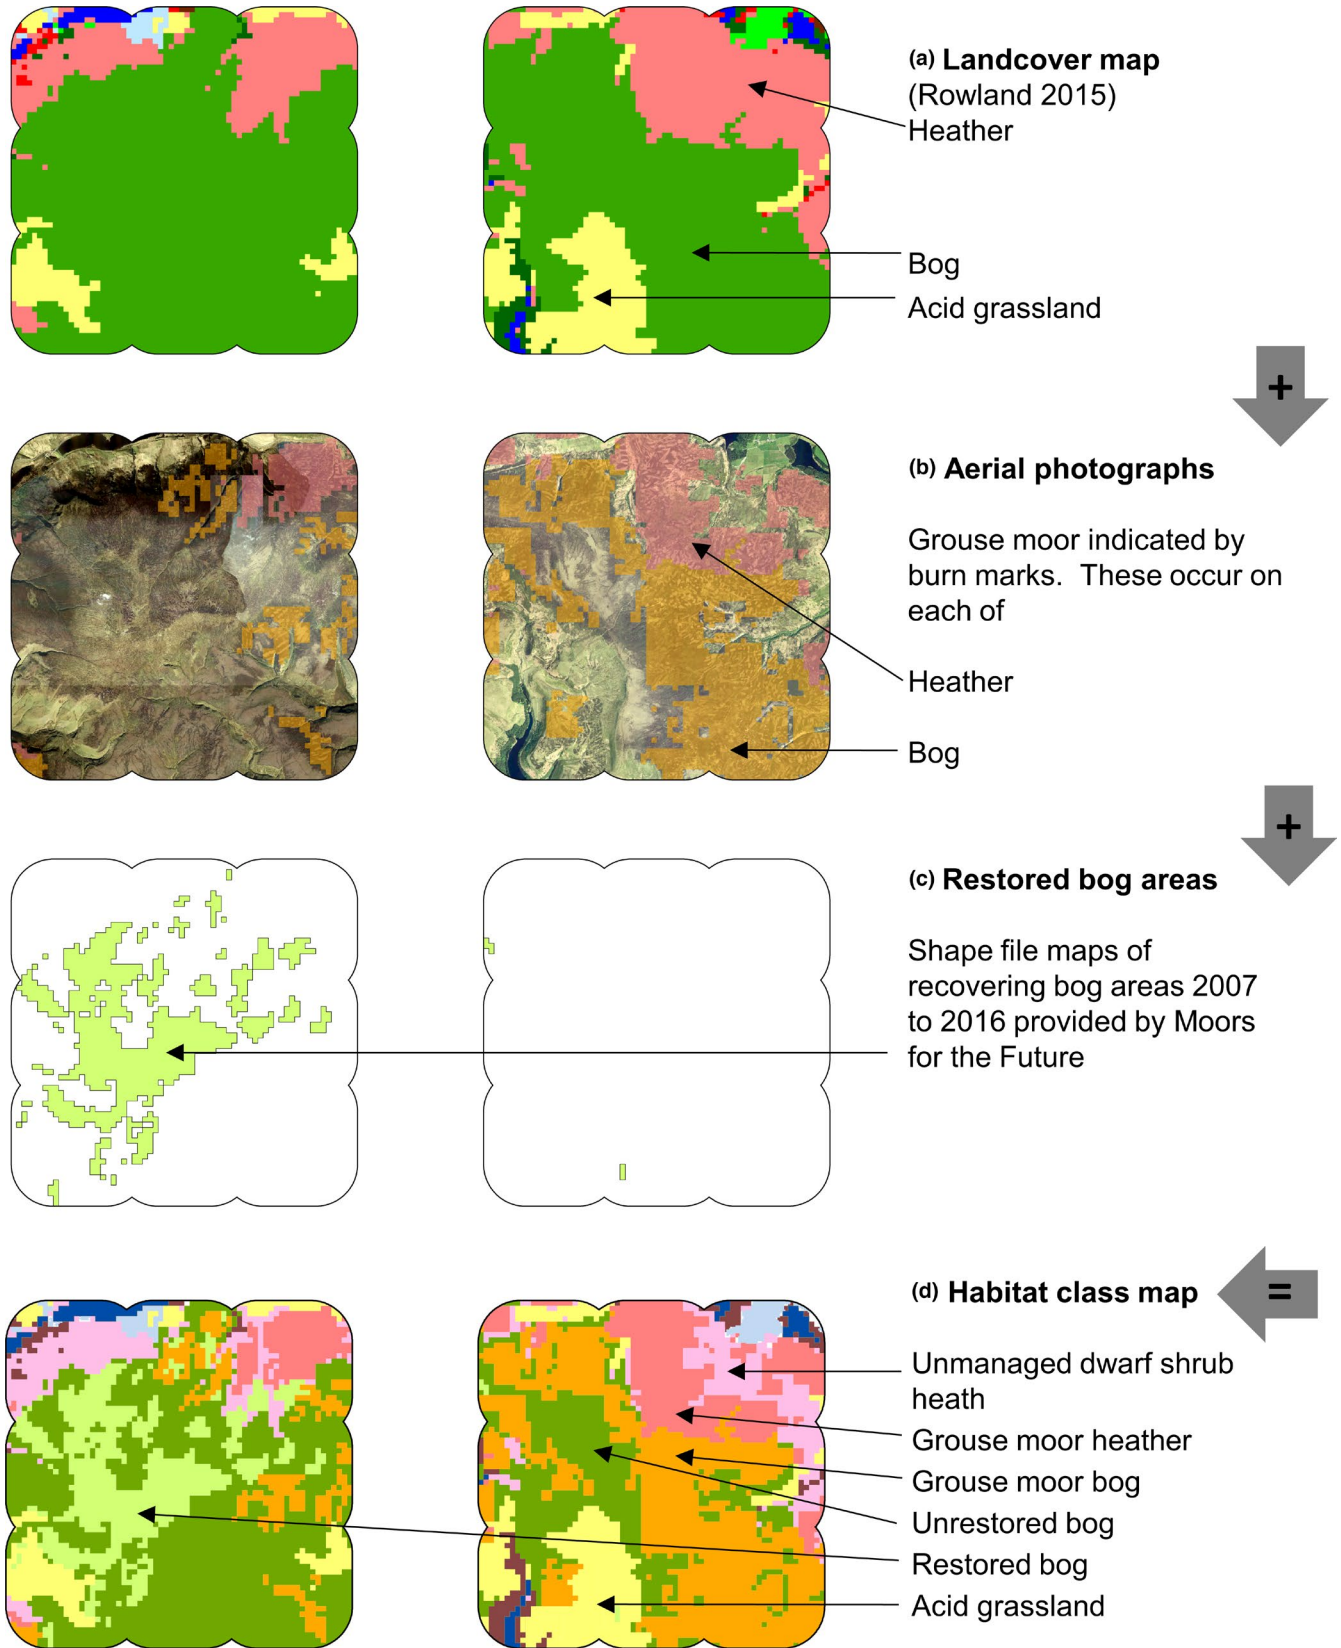 (a) Landcover map
(Rowland 2015)
Heather
Bog
Acid grassland
+
(b) Aerial photographs
Grouse moor indicated by
burn marks. These occur on
each of
Heather
Bog
+
(c) Restored bog areas
Shape file maps of
recovering bog areas 2007
to 2016 provided by Moors
for the Future
(d) Habitat class map
=
Unmanaged dwarf shrub
heath
Grouse moor heather
Grouse moor bog
Unrestored bog
Restored bog
Acid grassland